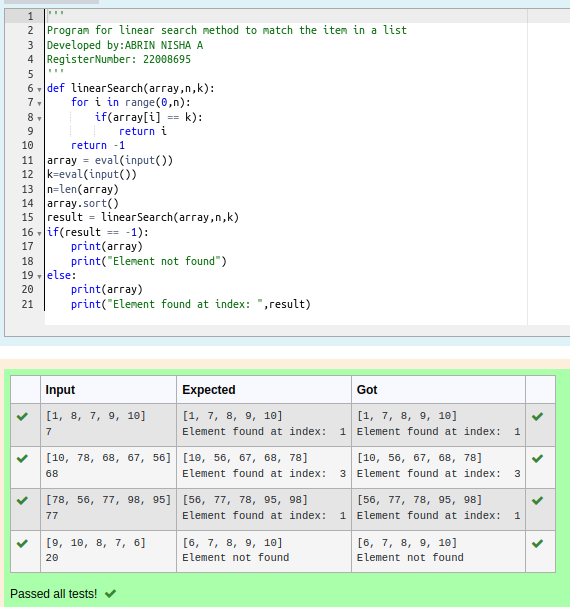 1 '''
2 Program for linear search method to match the item in a list
3 Developed by:ABRIN NISHA A
4 RegisterNumber: 22008695
5 '''
6 def linearSearch(array,n,k):
7     for i in range(0,n):
8         if(array[i] == k):
9             return i
10     return -1
11 array = eval(input())
12 k=eval(input())
13 n=len(array)
14 array.sort()
15 result = linearSearch(array,n,k)
16 if(result == -1):
17     print(array)
18     print("Element not found")
19 else:
20     print(array)
21     print("Element found at index: ",result)
Input Expected Got
[1, 8, 7, 9, 10] [1, 7, 8, 9, 10] [1, 7, 8, 9, 10]
7 Element found at index:  1 Element found at index:  1
[10, 78, 68, 67, 56] [10, 56, 67, 68, 78] [10, 56, 67, 68, 78]
68 Element found at index:  3 Element found at index:  3
[78, 56, 77, 98, 95] [56, 77, 78, 95, 98] [56, 77, 78, 95, 98]
77 Element found at index:  1 Element found at index:  1
[9, 10, 8, 7, 6] [6, 7, 8, 9, 10] [6, 7, 8, 9, 10]
20 Element not found Element not found
Passed all tests!